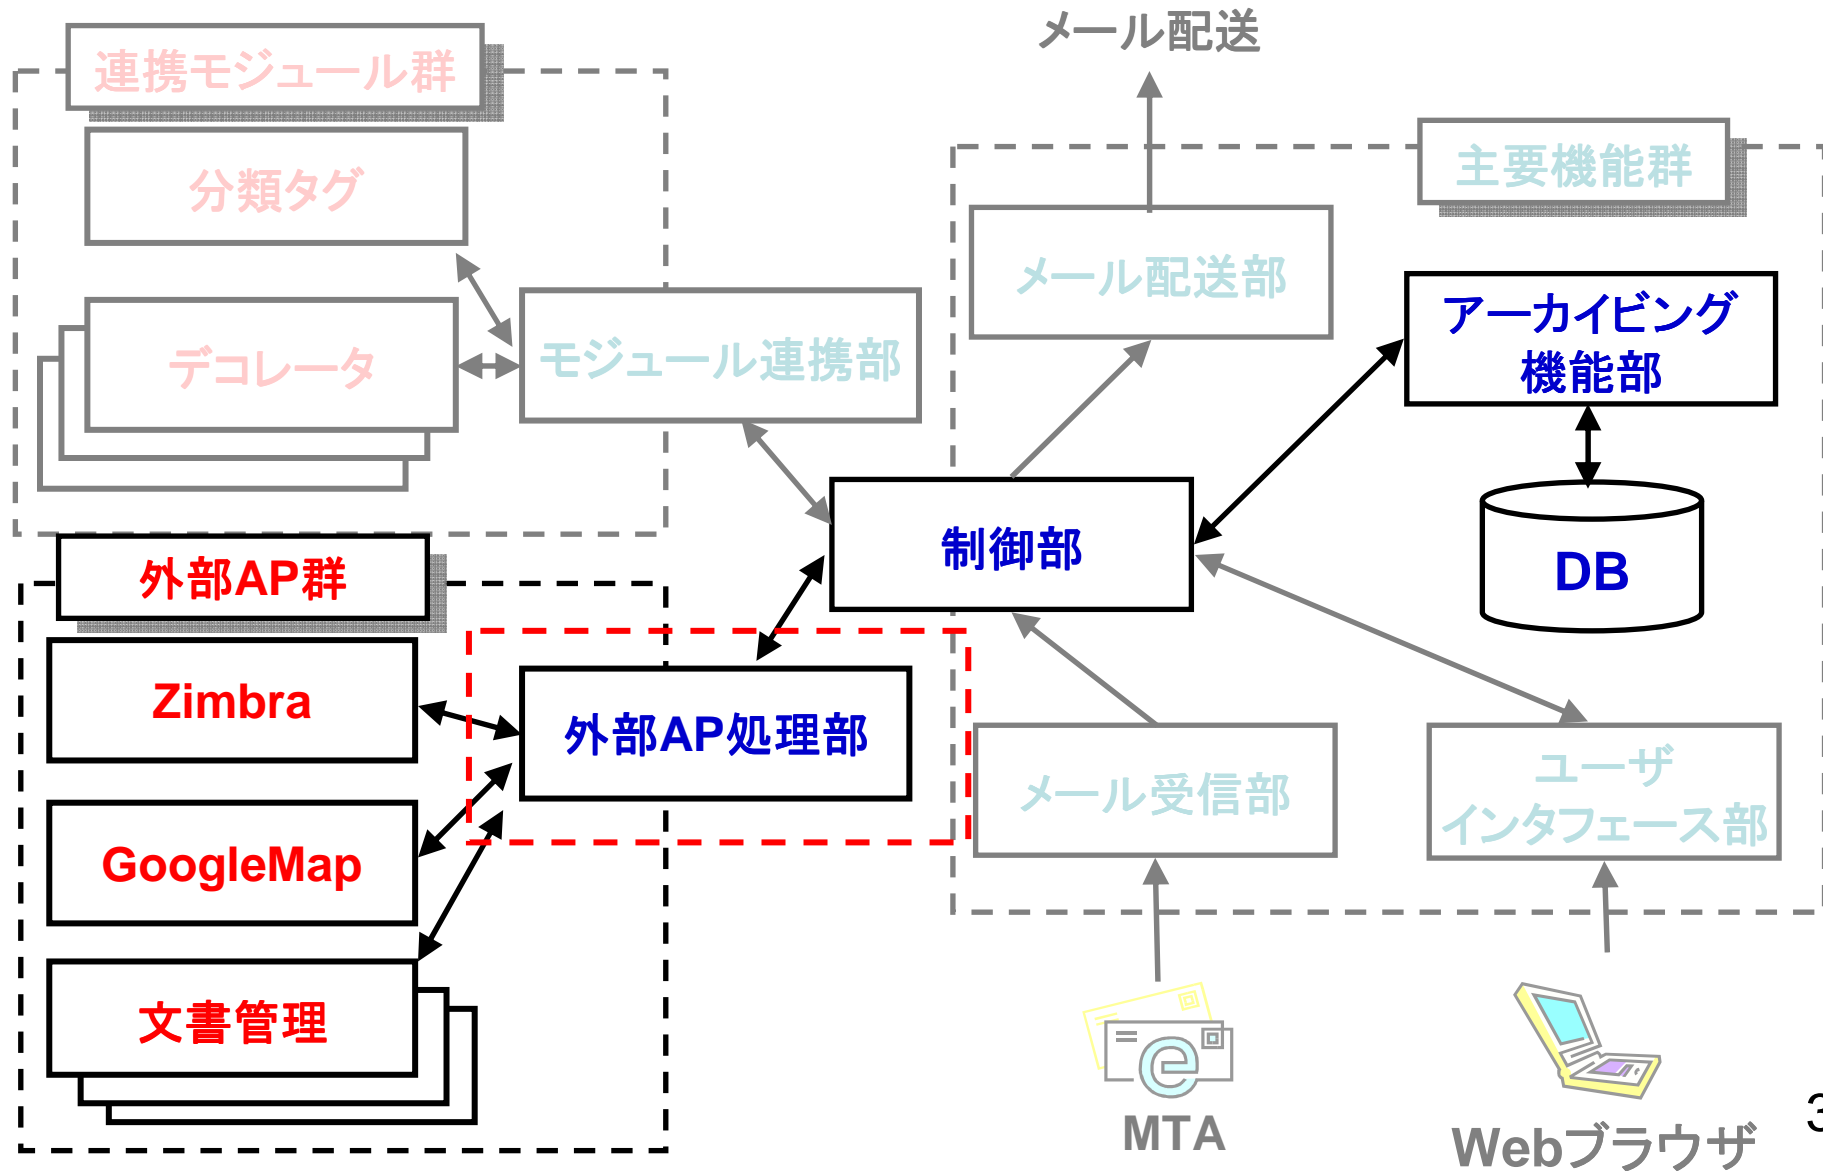 メール配送
連携モジュール群
主要機能群
分類タグ
メール配送部
アーカイビング
機能部
デコレータ
モジュール連携部
制御部
DB
外部AP群
Zimbra
外部AP処理部
メール受信部
ユーザ
インタフェース部
GoogleMap
文書管理
e
MTA
Webブラウザ
3